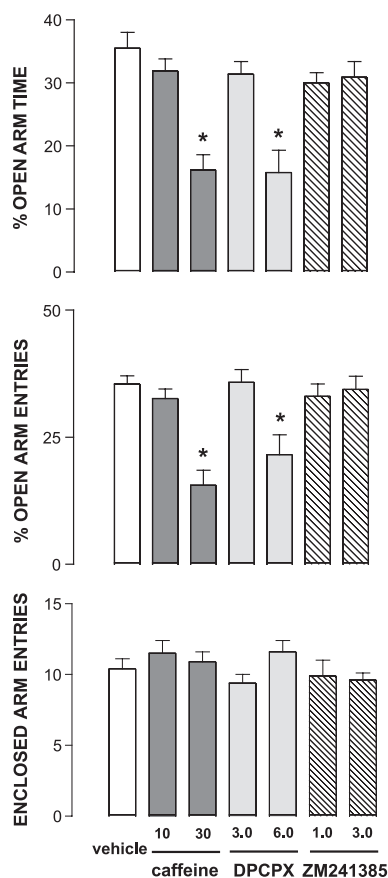 % OPEN ARM TIME
40
30
20
10
0
*
*
% OPEN ARM ENTRIES
50
25
0
*
*
ENCLOSED ARM ENTRIES
15
10
5
0
10 30 3.0 6.0 1.0 3.0
vehicle
caffeine DPCPX ZM241385